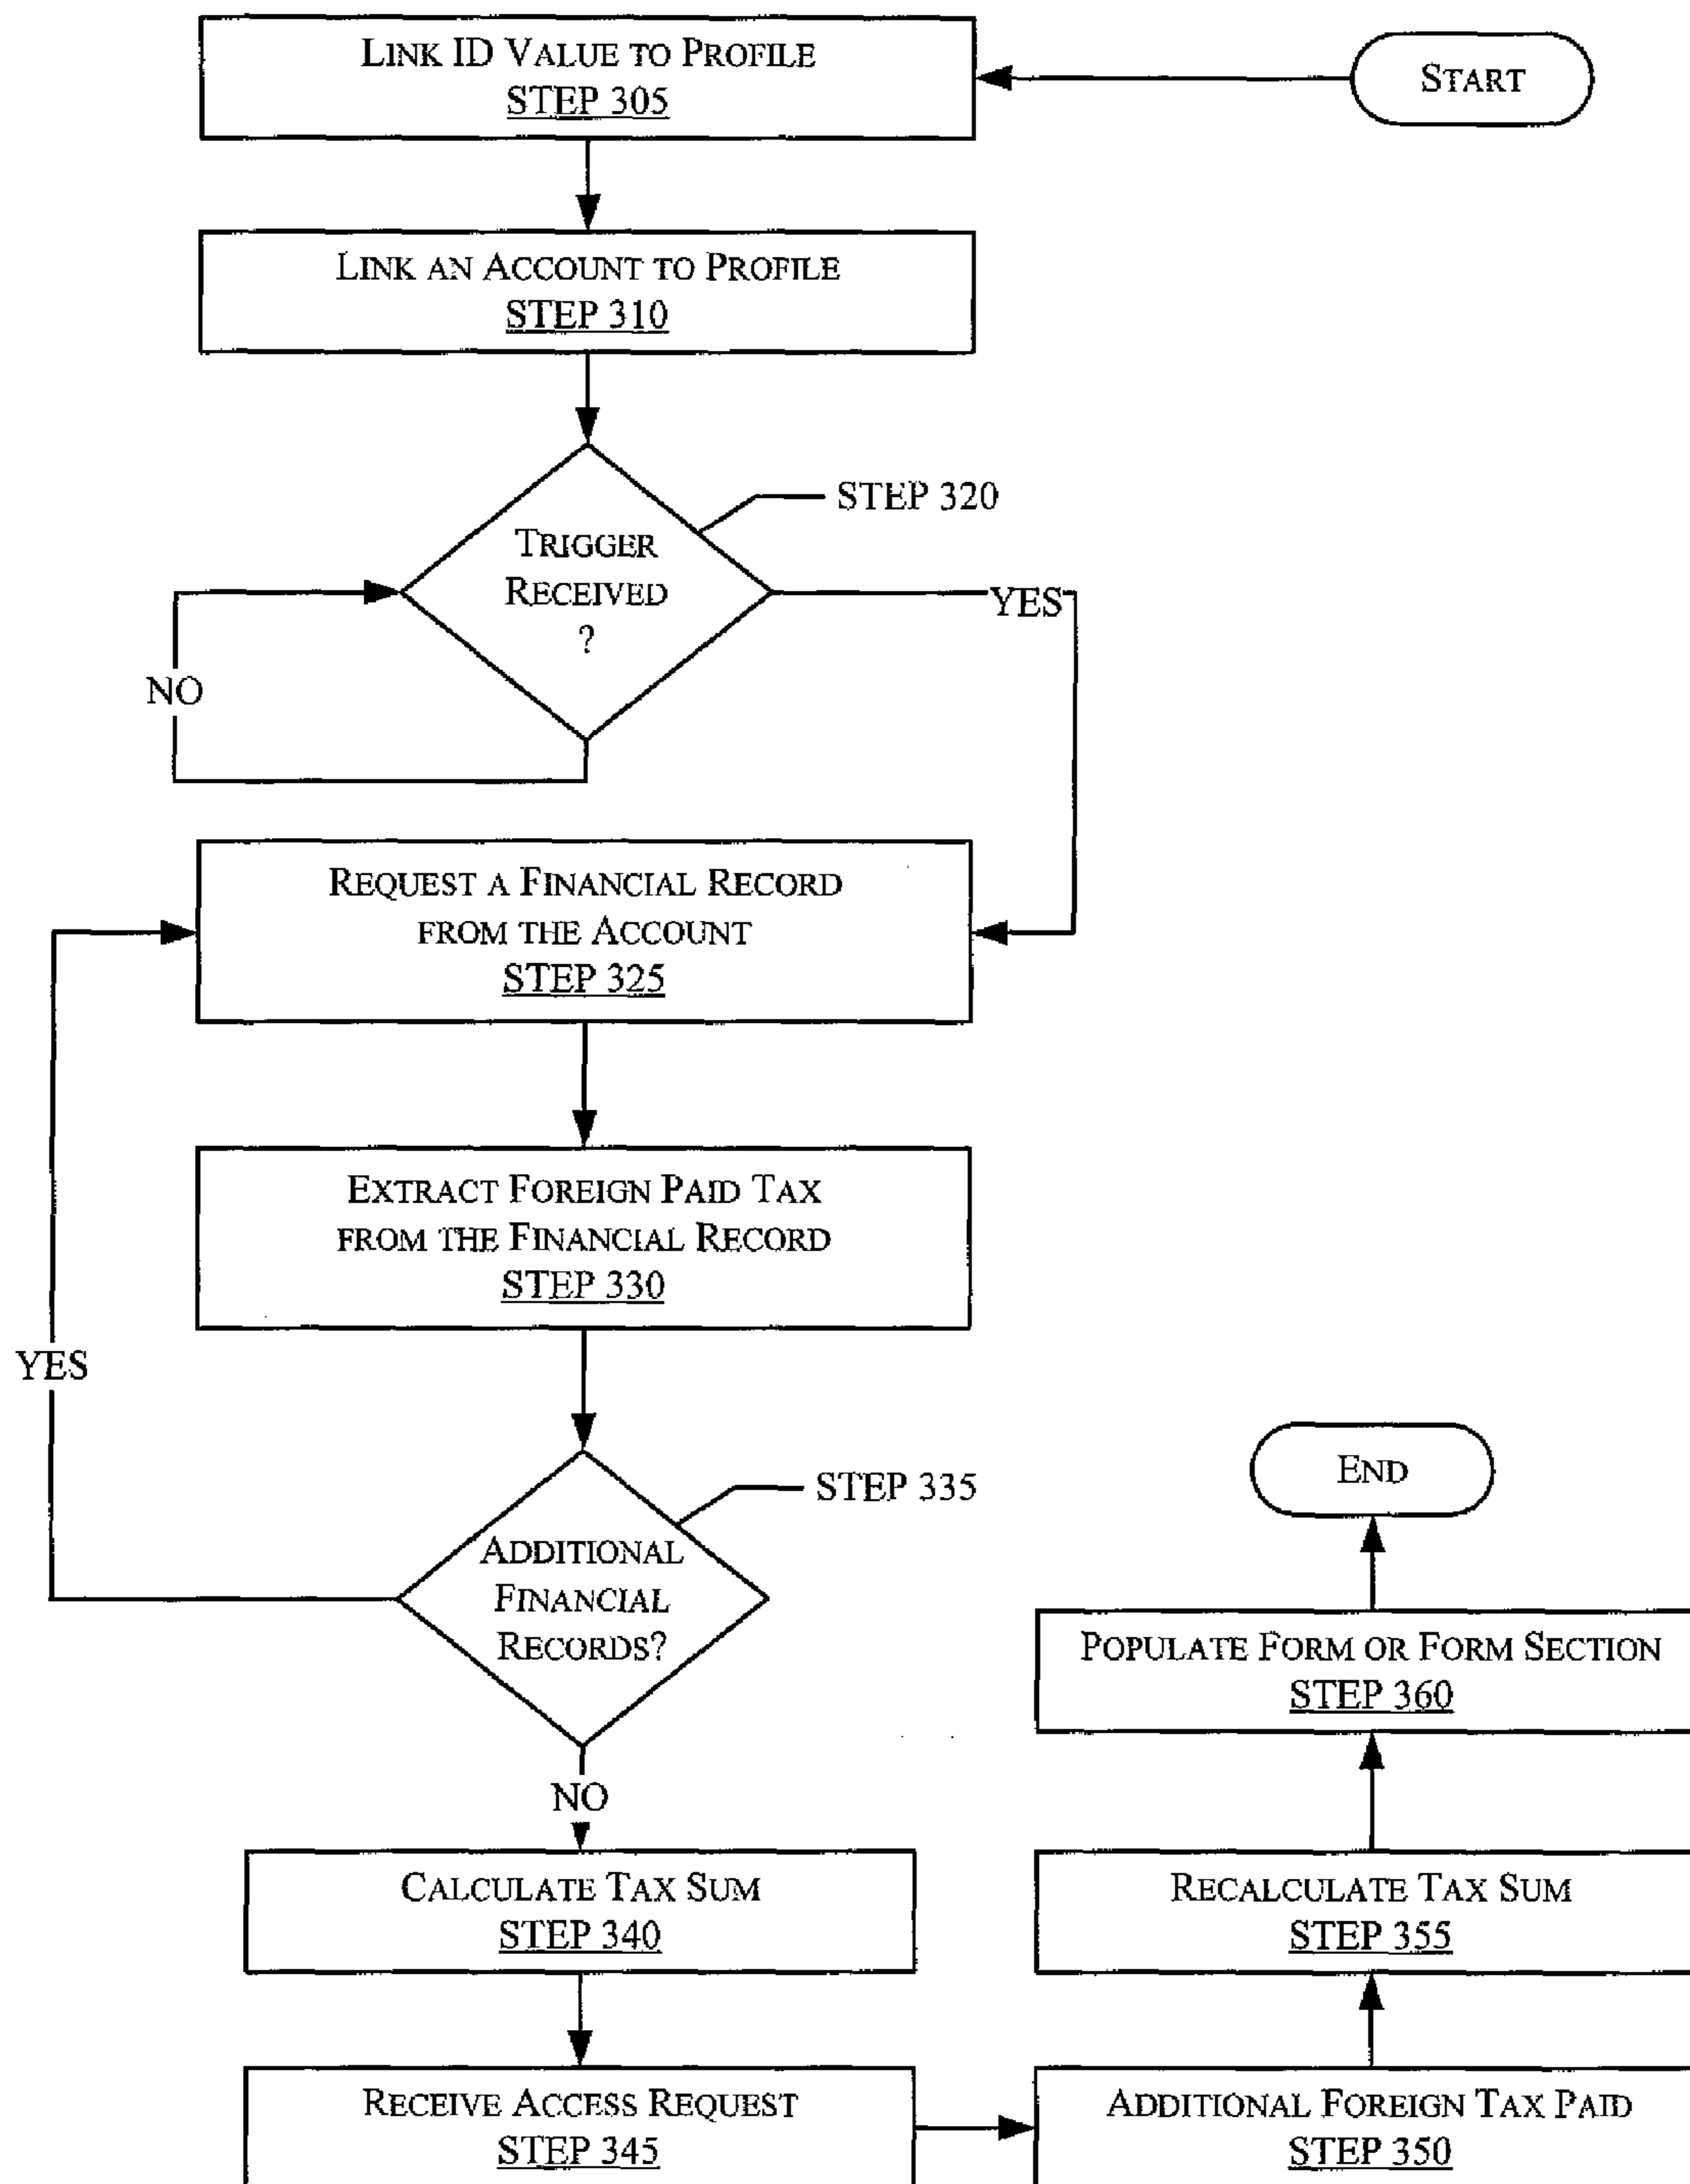 START
LINK ID VALUE TO PROFILE
STEP 305
LINK AN ACCOUNT TO PROFILE
STEP 310
STEP 320
TRIGGER
RECEIVED
?
YES
NO
REQUEST A FINANCIAL RECORD
FROM THE ACCOUNT
STEP 325
EXTRACT FOREIGN PAID TAX
FROM THE FINANCIAL RECORD
STEP 330
YES
STEP 335
ADDITIONAL
FINANCIAL
RECORDS?
NO
CALCULATE TAX SUM
STEP 340
RECEIVE ACCESS REQUEST
STEP 345
ADDITIONAL FOREIGN TAX PAID
STEP 350
RECALCULATE TAX SUM
STEP 355
POPULATE FORM OR FORM SECTION
STEP 360
END